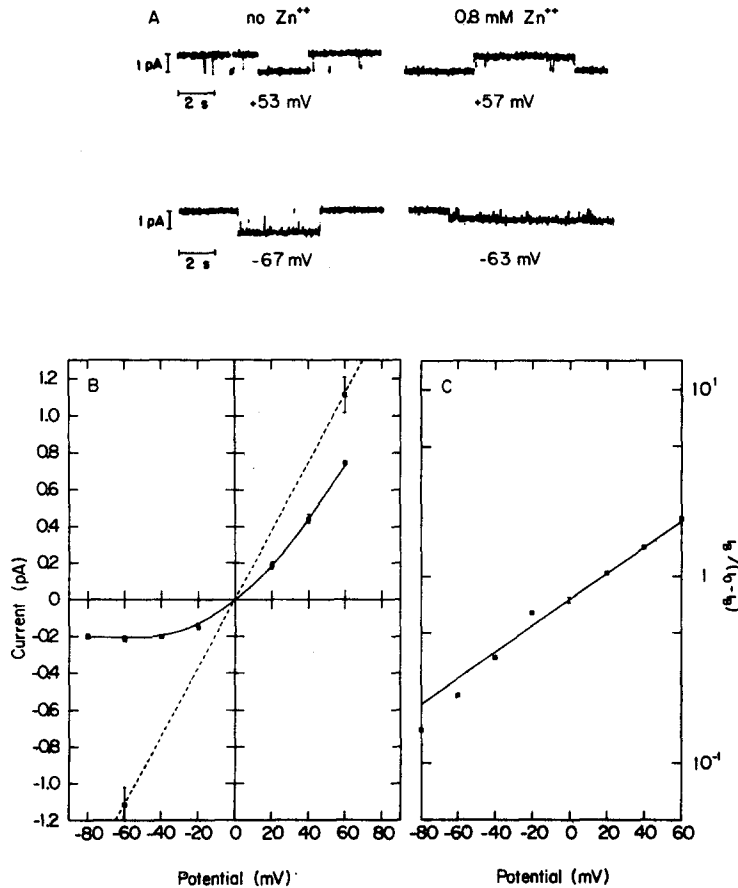 A no Zn⁺⁺ 0.8 mM Zn⁺⁺
1 pA
2 s
+53 mV
+57 mV
1 pA
2 s
-67 mV
-63 mV
B
Current (pA)
1.2
1.0
0.8
0.6
0.4
0.2
0
-0.2
-0.4
-0.6
-0.8
-1.0
-1.2
-80 -60 -40 -20 0 20 40 60 80
Potential (mV)
C
10¹
1
10⁻¹
I_B / (I_O - I_B)
-80 -60 -40 -20 0 20 40 60
Potential (mV)